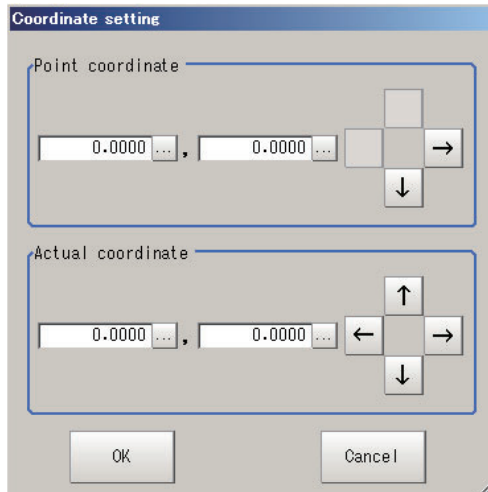 Coordinate setting
Point coordinate
0.0000 ... , 0.0000 ... →
↓
Actual coordinate
↑
0.0000 ... , 0.0000 ... ← →
↓
OK Cancel